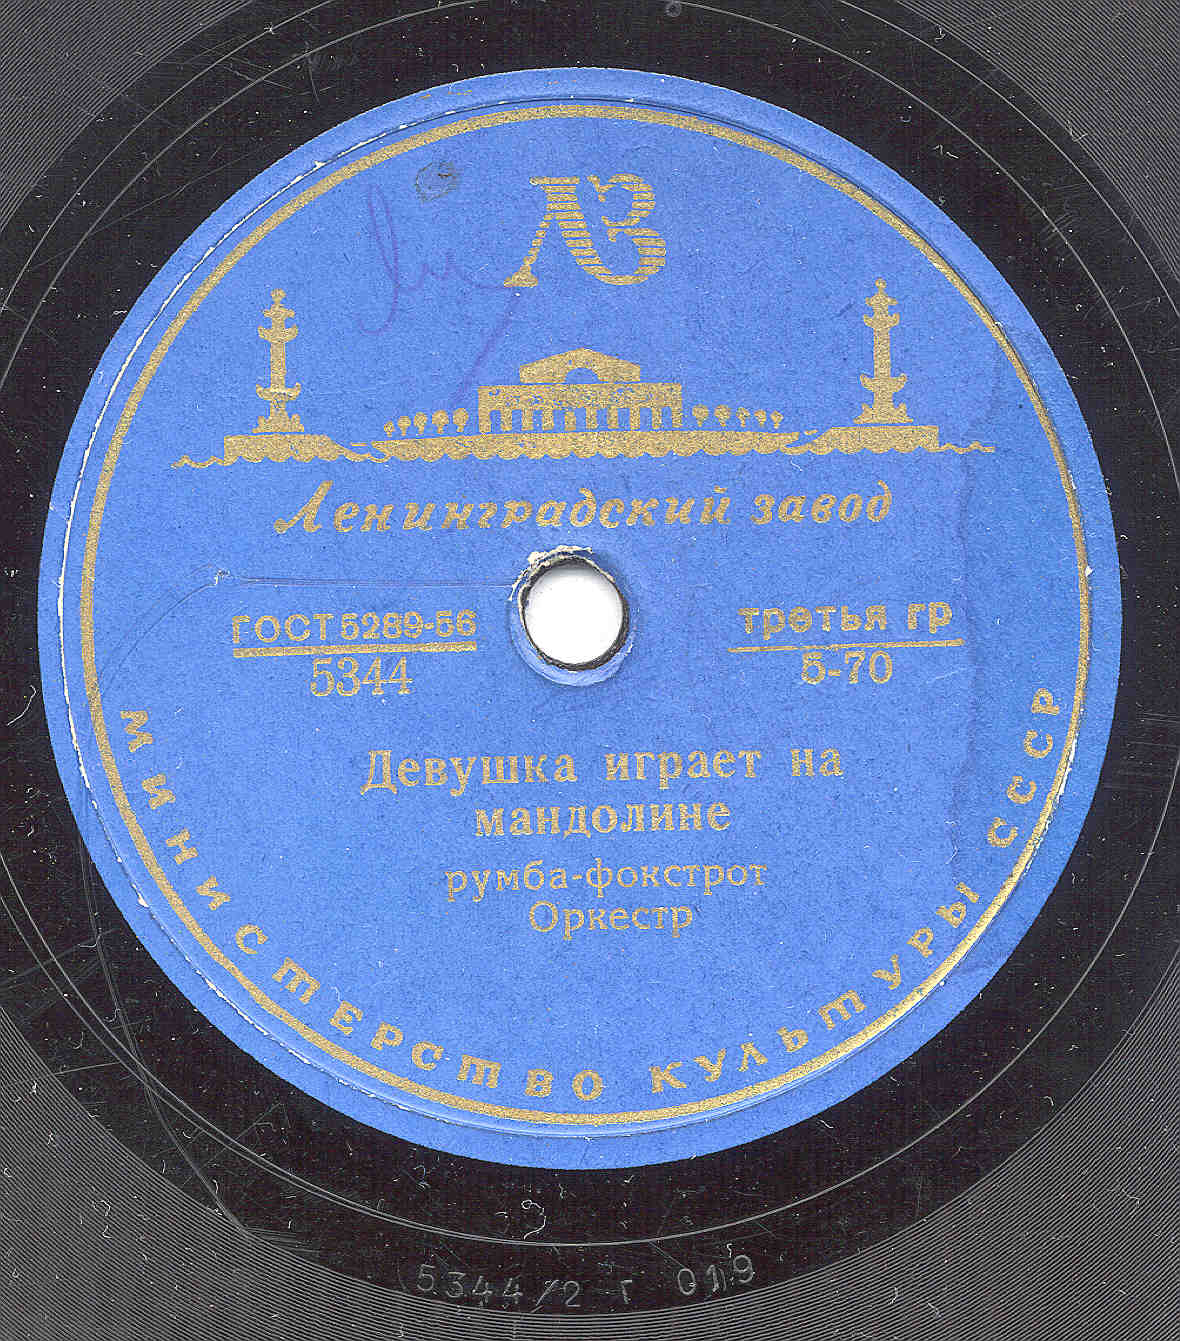 ЛЗ
Ленинградский завод
ГОСТ 5289-56
5344
третья гр
5-70
Девушка играет на
мандолине
румба-фокстрот
Оркестр
МИНИСТЕРСТВО КУЛЬТУРЫ СССР
5344/2 г 019